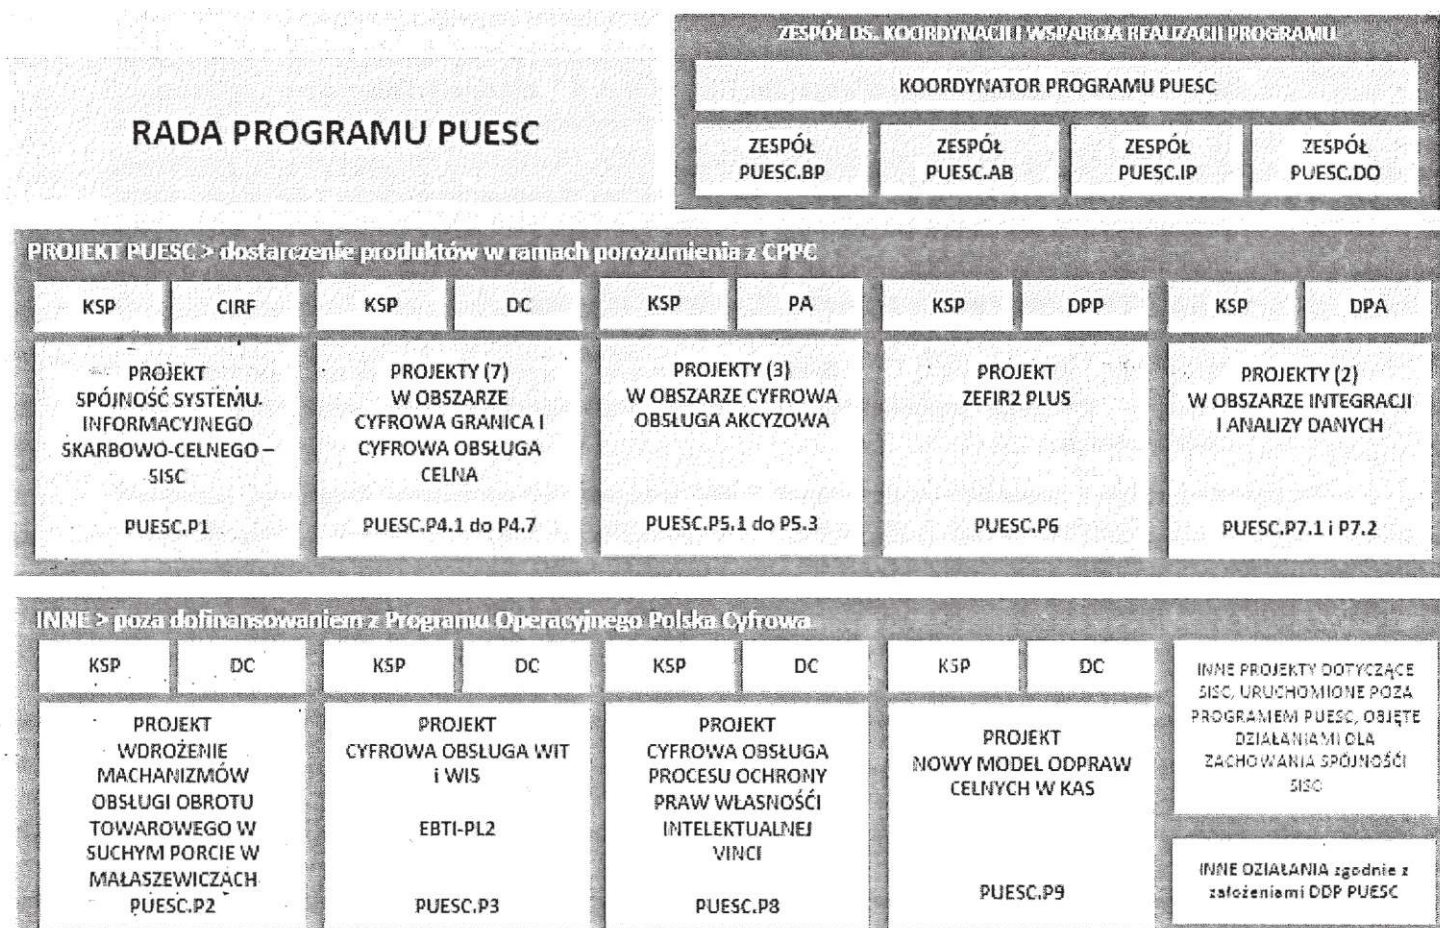 RADA PROGRAMU PUESC
ZESPÓŁ DS. KOORDYNACJI I WSPARCIA REALIZACJI PROGRAMU
KOORDYNATOR PROGRAMU PUESC
ZESPÓŁ
PUESC.BP
ZESPÓŁ
PUESC.AB
ZESPÓŁ
PUESC.IP
ZESPÓŁ
PUESC.DO
PROJEKT PUESC > dostarczenie produktów w ramach porozumienia z CPPC
KSP
CIRF
PROJEKT
SPÓJNOŚĆ SYSTEMU
INFORMACYJNEGO
SKARBOWO-CELNEGO –
SISC
PUESC.P1
KSP
DC
PROJEKTY (7)
W OBSZARZE
CYFROWA GRANICA I
CYFROWA OBSŁUGA
CELNA
PUESC.P4.1 do P4.7
KSP
PA
PROJEKTY (3)
W OBSZARZE CYFROWA
OBSŁUGA AKCYZOWA
PUESC.P5.1 do P5.3
KSP
DPP
PROJEKT
ZEFIR2 PLUS
PUESC.P6
KSP
DPA
PROJEKTY (2)
W OBSZARZE INTEGRACJI
I ANALIZY DANYCH
PUESC.P7.1 i P7.2
INNE > poza dofinansowaniem z Programu Operacyjnego Polska Cyfrowa
KSP
DC
PROJEKT
WDROŻENIE
MACHANIZMÓW
OBSŁUGI OBROTU
TOWAROWEGO W
SUCHYM PORCIE W
MAŁASZEWICZACH
PUESC.P2
KSP
DC
PROJEKT
CYFROWA OBSŁUGA WIT
i WIS
EBTI-PL2
PUESC.P3
KSP
DC
PROJEKT
CYFROWA OBSŁUGA
PROCESU OCHRONY
PRAW WŁASNOŚĆI
INTELEKTUALNEJ
VINCI
PUESC.P8
KSP
DC
PROJEKT
NOWY MODEL ODPRAW
CELNYCH W KAS
PUESC.P9
INNE PROJEKTY DOTYCZĄCE
SISC, URUCHOMIONE POZA
PROGRAMEM PUESC, OBJĘTE
DZIAŁANIAMI DLA
ZACHOWANIA SPÓJNOŚĆI
SISC
INNE DZIAŁANIA zgodnie z
założeniami DDP PUESC